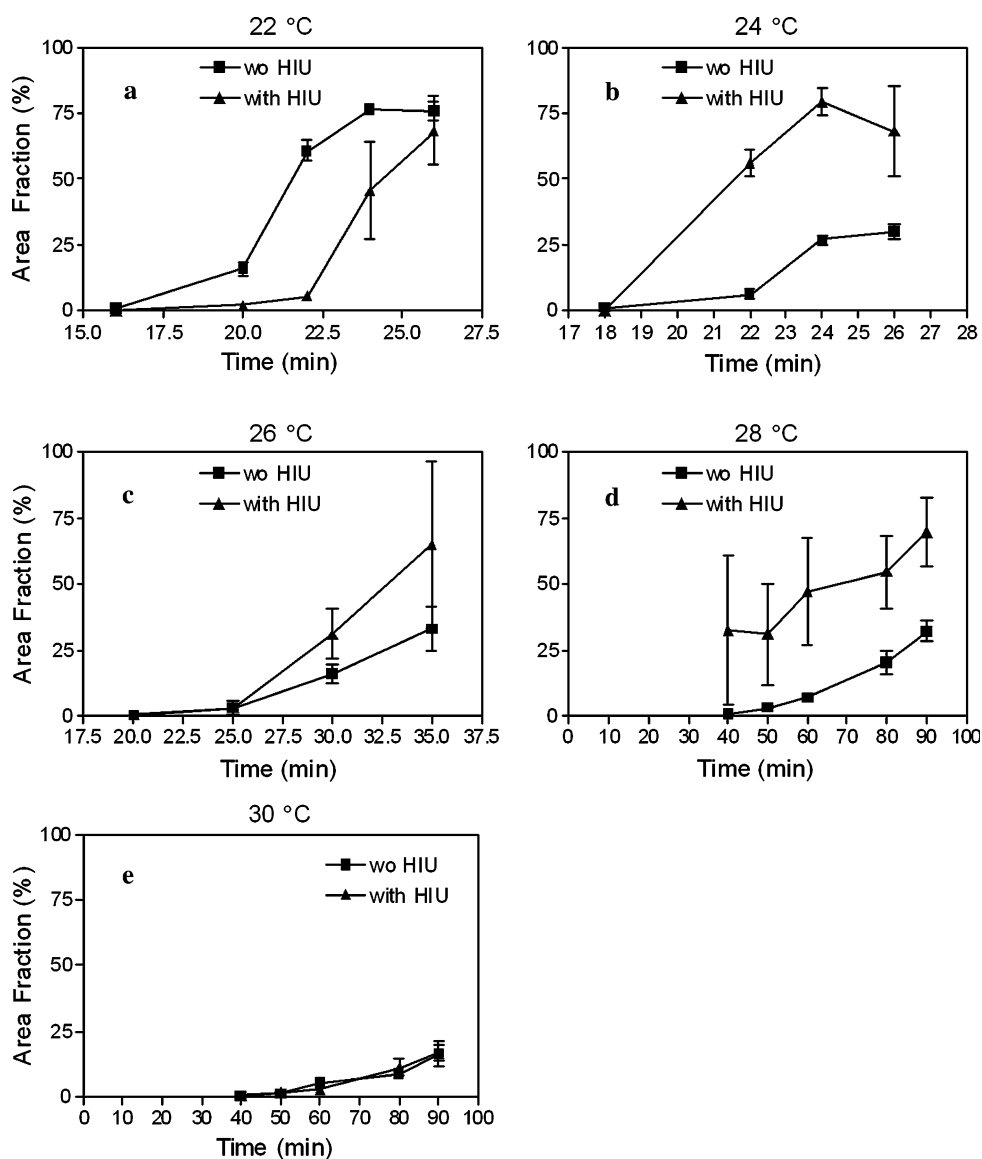 22 °C
a
wo HIU
with HIU
Area Fraction (%)
100
75
50
25
0
15.0 17.5 20.0 22.5 25.0 27.5
Time (min)
24 °C
b
wo HIU
with HIU
100
75
50
25
0
17 18 19 20 21 22 23 24 25 26 27 28
Time (min)
26 °C
c
wo HIU
with HIU
Area Fraction (%)
100
75
50
25
0
17.5 20.0 22.5 25.0 27.5 30.0 32.5 35.0 37.5
Time (min)
28 °C
d
wo HIU
with HIU
100
75
50
25
0
0 10 20 30 40 50 60 70 80 90 100
Time (min)
30 °C
e
wo HIU
with HIU
Area Fraction (%)
100
75
50
25
0
0 10 20 30 40 50 60 70 80 90 100
Time (min)